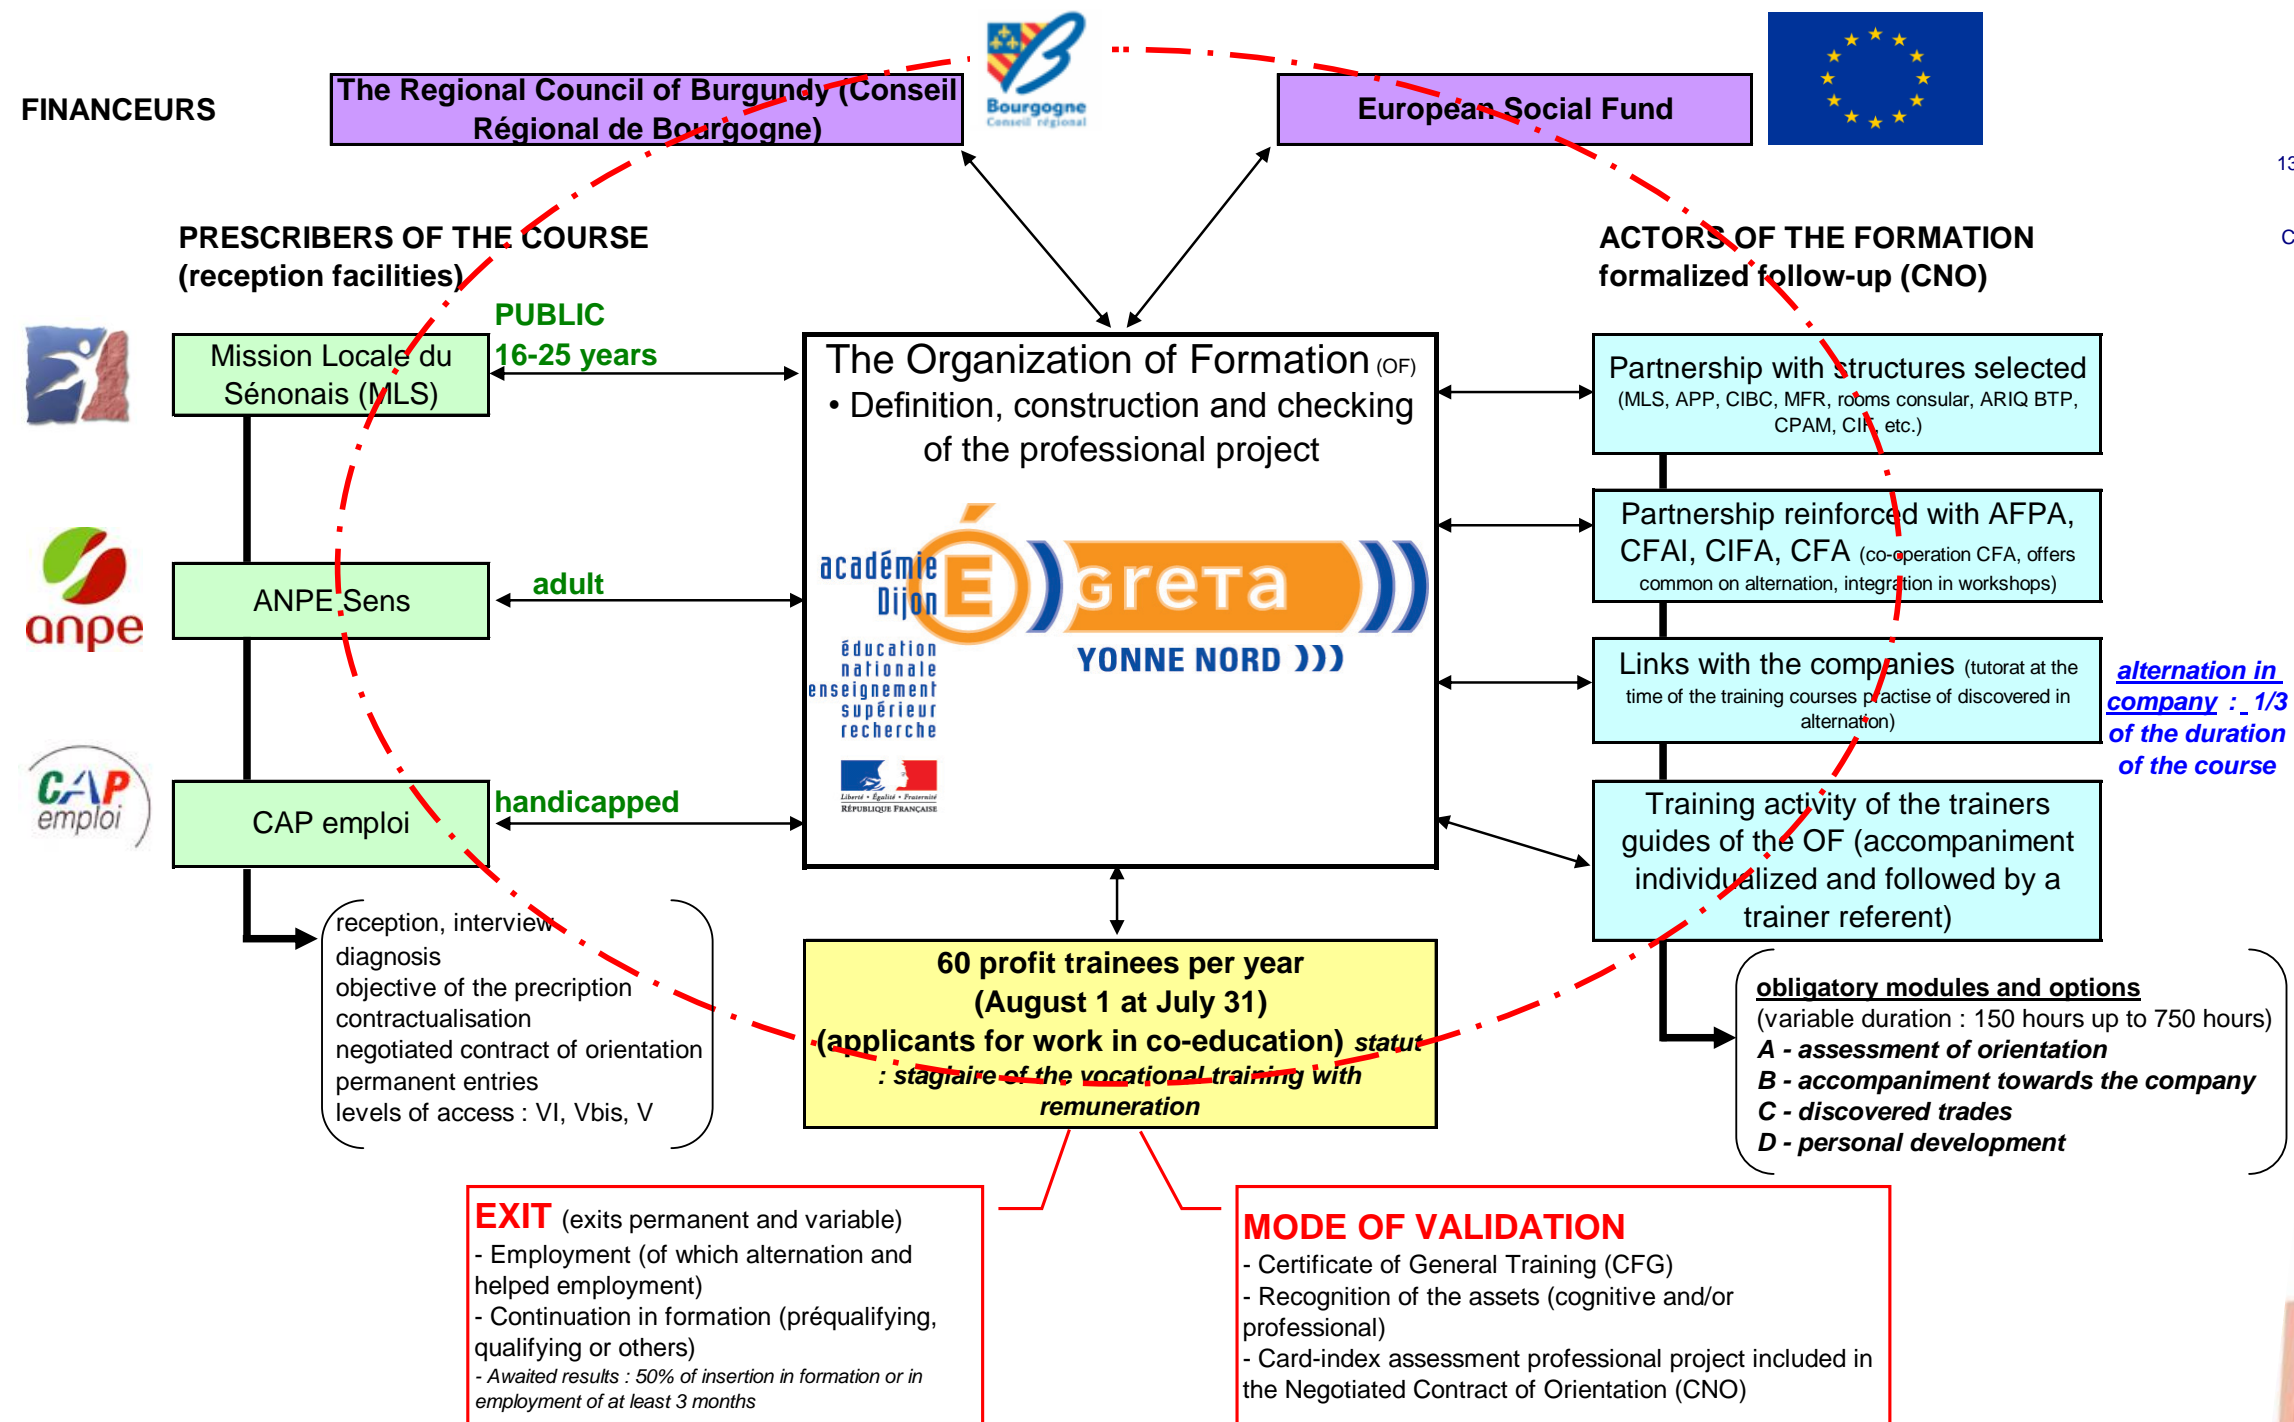 FINANCEURS
The Regional Council of Burgundy (Conseil
Régional de Bourgogne)
Bourgogne
Conseil régional
European Social Fund
13
C
PRESCRIBERS OF THE COURSE
(reception facilities)
ACTORS OF THE FORMATION
formalized follow-up (CNO)
PUBLIC
16-25 years
Mission Locale du
Sénonais (MLS)
anpe
ANPE Sens
adult
CAP
emploi
CAP emploi
handicapped
The Organization of Formation (OF)
• Definition, construction and checking
of the professional project
académie
Dijon
É
greta
YONNE NORD )))
éducation
nationale
enseignement
supérieur
recherche
Liberté • Égalité • Fraternité
RÉPUBLIQUE FRANÇAISE
Partnership with structures selected
(MLS, APP, CIBC, MFR, rooms consular, ARIQ BTP,
CPAM, CIF, etc.)
Partnership reinforced with AFPA,
CFAI, CIFA, CFA (co-operation CFA, offers
common on alternation, integration in workshops)
Links with the companies (tutorat at the
time of the training courses practise of discovered in
alternation)
alternation in
company : 1/3
of the duration
of the course
Training activity of the trainers
guides of the OF (accompaniment
individualized and followed by a
trainer referent)
reception, interview
diagnosis
objective of the precription
contractualisation
negotiated contract of orientation
permanent entries
levels of access : VI, Vbis, V
60 profit trainees per year
(August 1 at July 31)
(applicants for work in co-education) statut
: stagiaire of the vocational training with
remuneration
obligatory modules and options
(variable duration : 150 hours up to 750 hours)
A - assessment of orientation
B - accompaniment towards the company
C - discovered trades
D - personal development
EXIT (exits permanent and variable)
- Employment (of which alternation and
helped employment)
- Continuation in formation (préqualifying,
qualifying or others)
- Awaited results : 50% of insertion in formation or in
employment of at least 3 months
MODE OF VALIDATION
- Certificate of General Training (CFG)
- Recognition of the assets (cognitive and/or
professional)
- Card-index assessment professional project included in
the Negotiated Contract of Orientation (CNO)